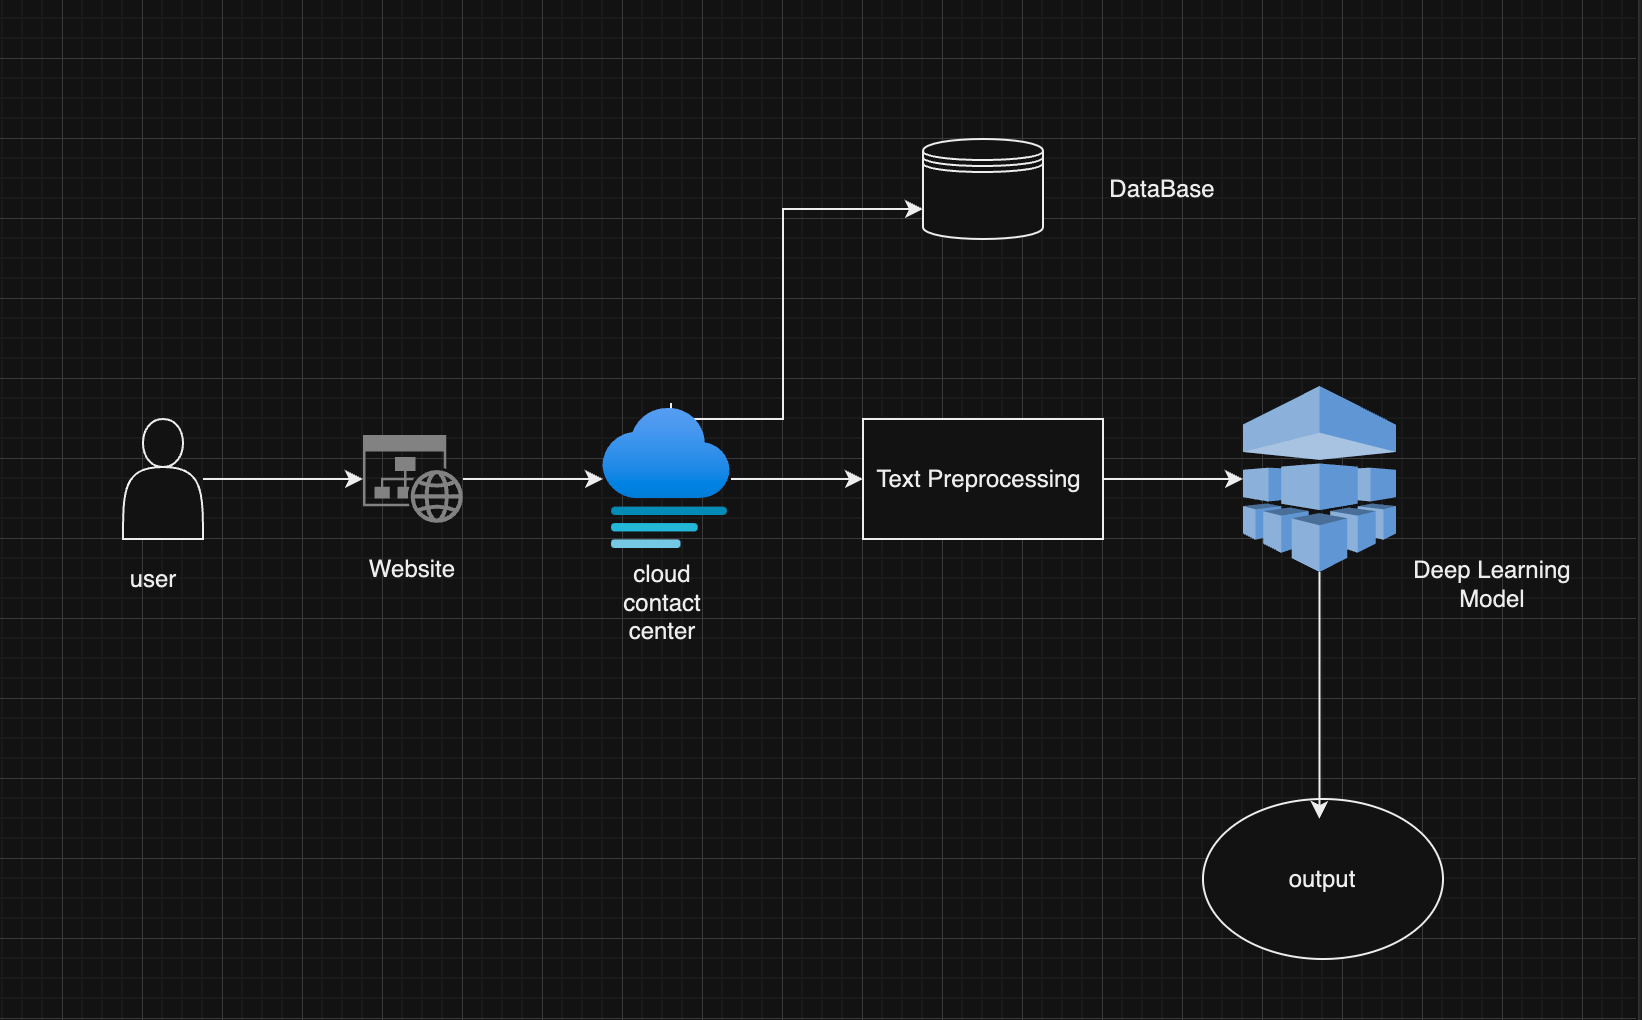 DataBase
Text Preprocessing
user
Website
cloud
contact
center
Deep Learning
Model
output